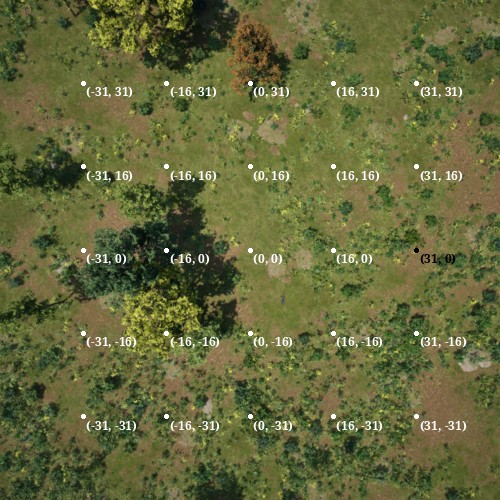 (-31, 31) (-16, 31) (0, 31) (16, 31) (31, 31)
(-31, 16) (-16, 16) (0, 16) (16, 16) (31, 16)
(-31, 0) (-16, 0) (0, 0) (16, 0) (31, 0)
(-31, -16) (-16, -16) (0, -16) (16, -16) (31, -16)
(-31, -31) (-16, -31) (0, -31) (16, -31) (31, -31)